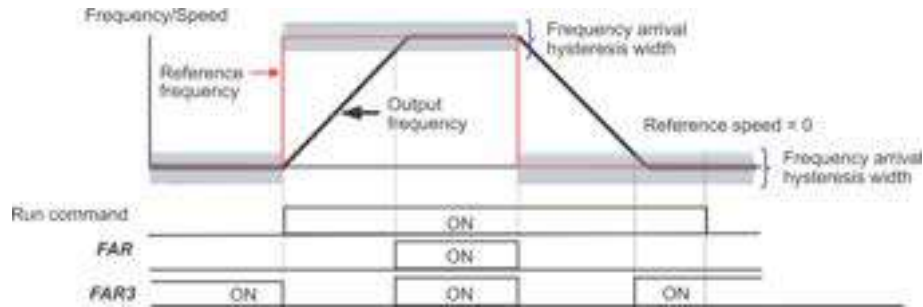 Frequency/Speed
Frequency arrival
hysteresis width
Reference
frequency
Output
frequency
Reference speed = 0
Frequency arrival
hysteresis width
Run command
ON
FAR
ON
FAR3
ON
ON
ON